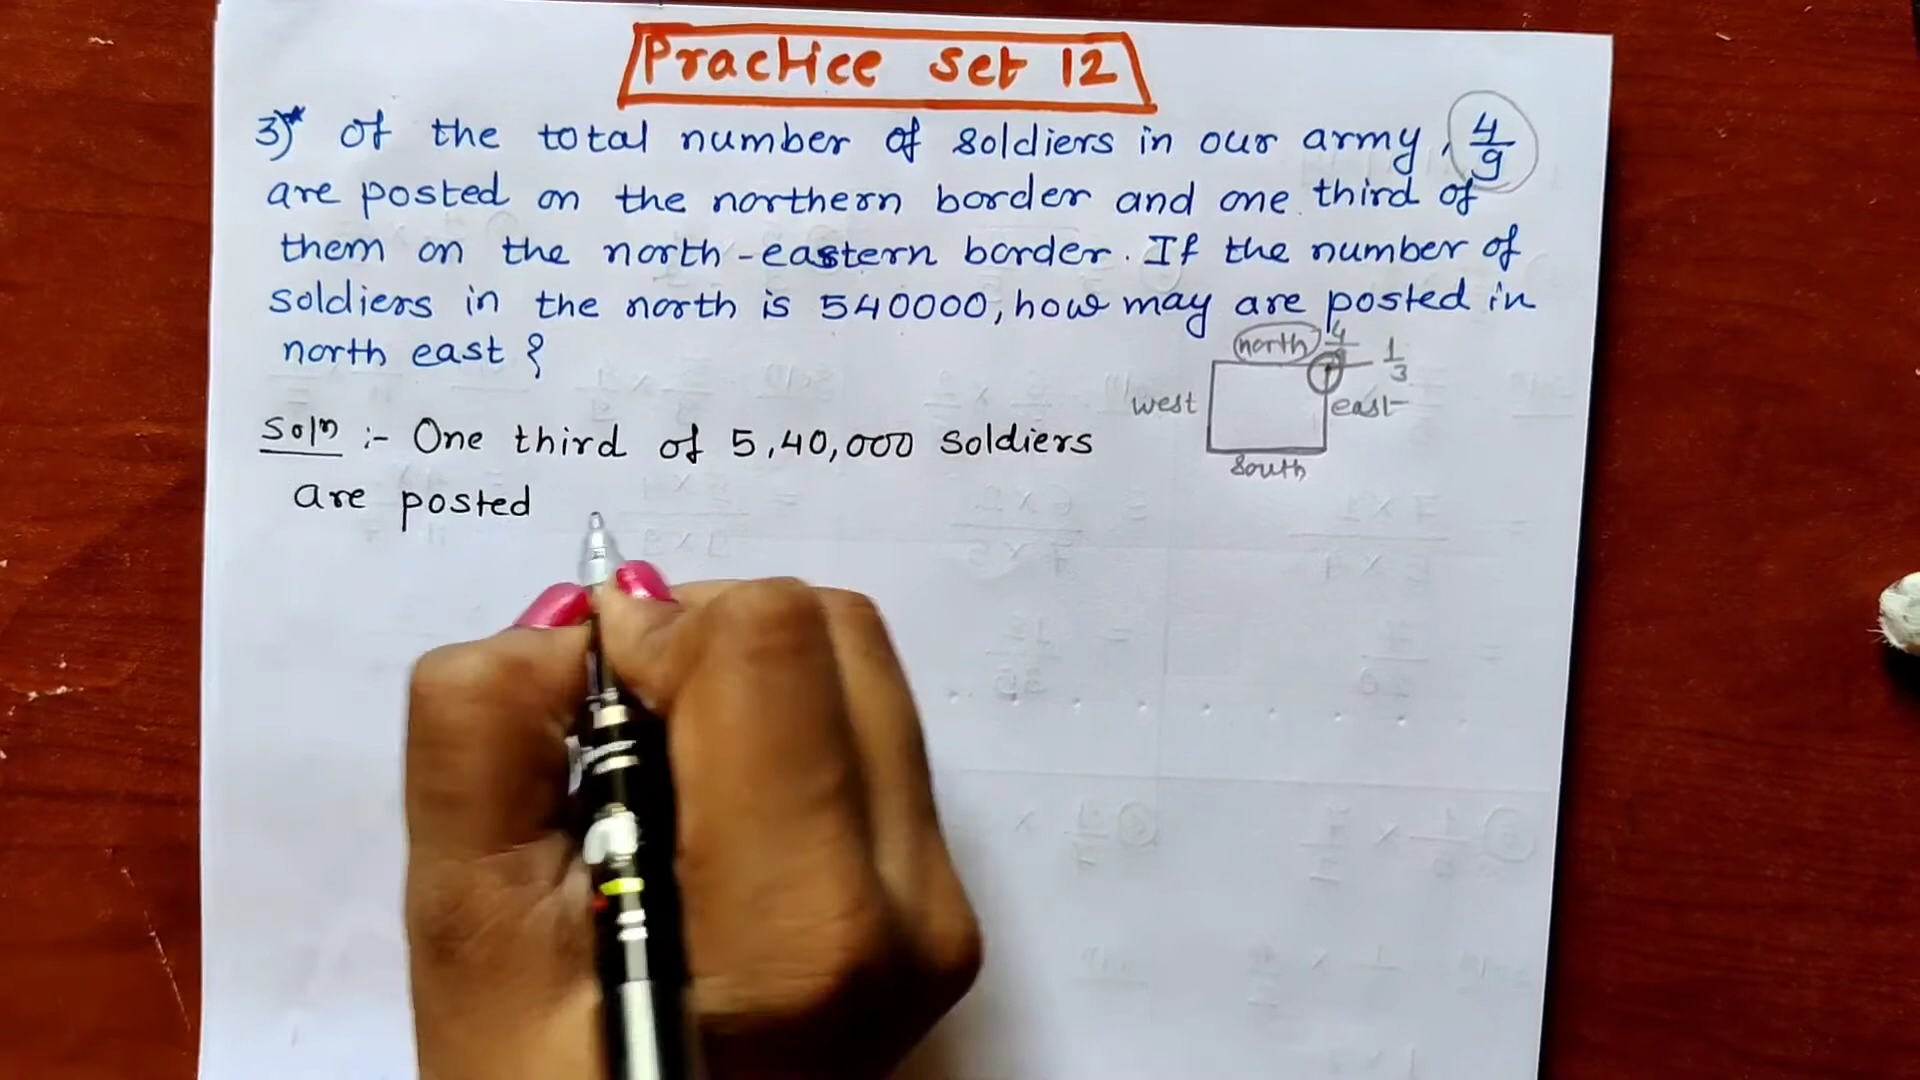 Practice Set 12
3)* Of the total number of soldiers in our army, 4/9
are posted on the northern border and one third of
them on the north-eastern border. If the number of
soldiers in the north is 540000, how may are posted in
north east ?
north 4/9 1/3
west east
South
Soln :- One third of 5,40,000 soldiers
are posted